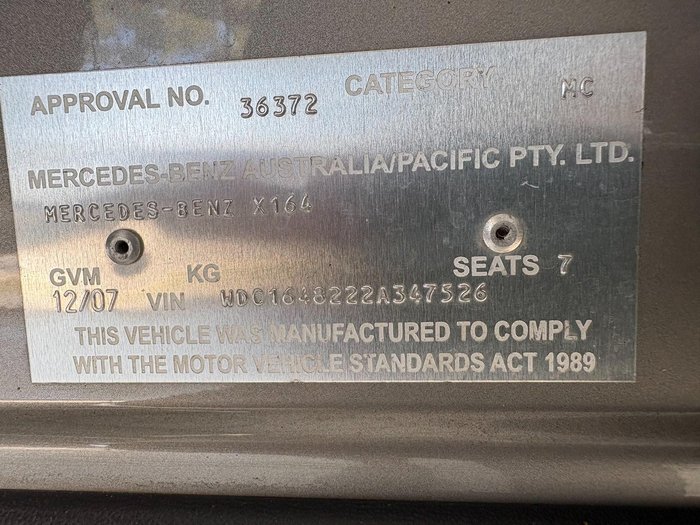 APPROVAL NO. 36372 CATEGORY MC
MERCEDES-BENZ AUSTRALIA/PACIFIC PTY. LTD.
MERCEDES-BENZ X164
GVM KG SEATS 7
12/07 VIN WDC1648222A347526
THIS VEHICLE WAS MANUFACTURED TO COMPLY
WITH THE MOTOR VEHICLE STANDARDS ACT 1989